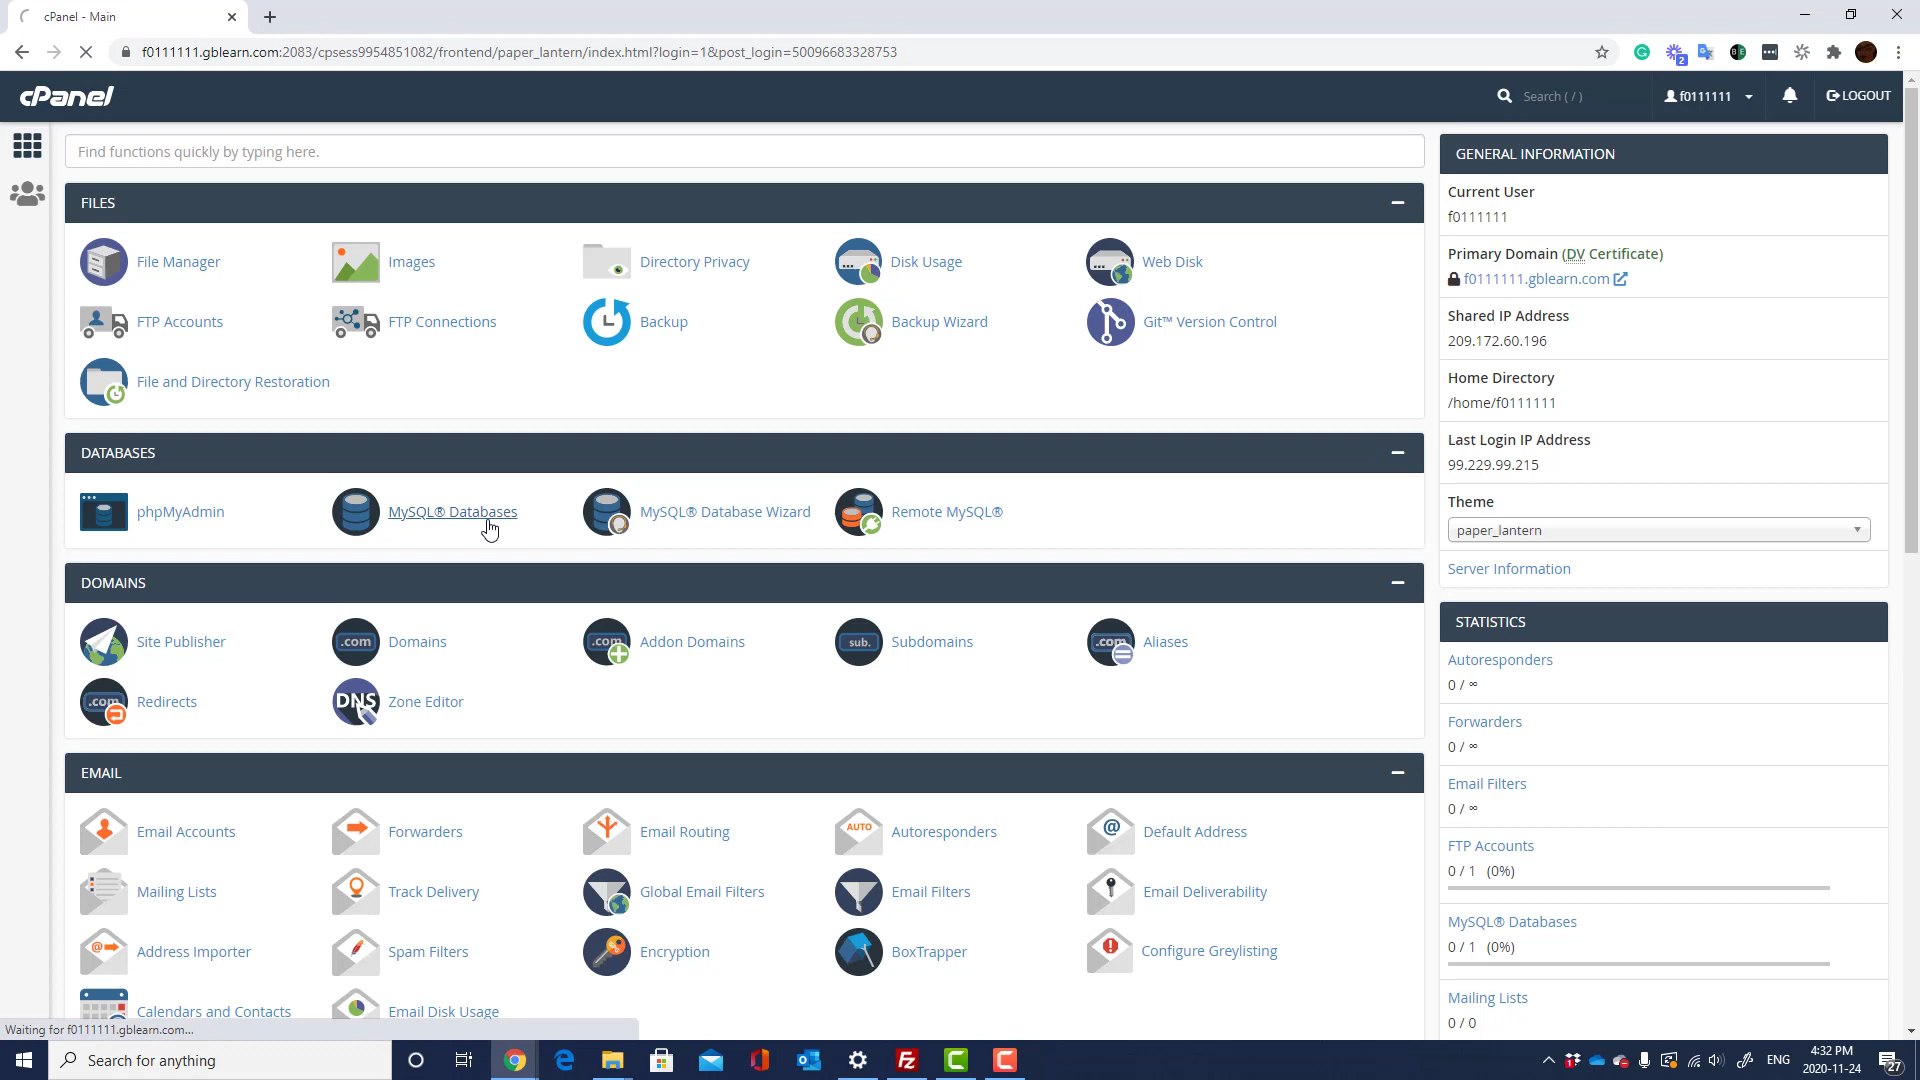 cPanel - Main
f0111111.gblearn.com:2083/cpsess9954851082/frontend/paper_lantern/index.html?login=1&post_login=50096683328753
2
cPanel
Search ( / )
f0111111
LOGOUT
Find functions quickly by typing here.
FILES
File Manager
Images
Directory Privacy
Disk Usage
Web Disk
FTP Accounts
FTP Connections
Backup
Backup Wizard
Git™ Version Control
File and Directory Restoration
DATABASES
phpMyAdmin
MySQL® Databases
MySQL® Database Wizard
Remote MySQL®
DOMAINS
Site Publisher
.com
Domains
.com
Addon Domains
sub.
Subdomains
.com
Aliases
.com
Redirects
DNS
Zone Editor
EMAIL
Email Accounts
Forwarders
Email Routing
AUTO
Autoresponders
@
Default Address
Mailing Lists
Track Delivery
Global Email Filters
Email Filters
Email Deliverability
@
Address Importer
Spam Filters
Encryption
BoxTrapper
Configure Greylisting
Calendars and Contacts
Email Disk Usage
GENERAL INFORMATION
Current User
f0111111
Primary Domain (DV Certificate)
f0111111.gblearn.com
Shared IP Address
209.172.60.196
Home Directory
/home/f0111111
Last Login IP Address
99.229.99.215
Theme
paper_lantern
Server Information
STATISTICS
Autoresponders
0 / ∞
Forwarders
0 / ∞
Email Filters
0 / ∞
FTP Accounts
0 / 1 (0%)
MySQL® Databases
0 / 1 (0%)
Mailing Lists
0 / 0
Waiting for f0111111.gblearn.com...
Search for anything
ENG
4:32 PM
2020-11-24
27